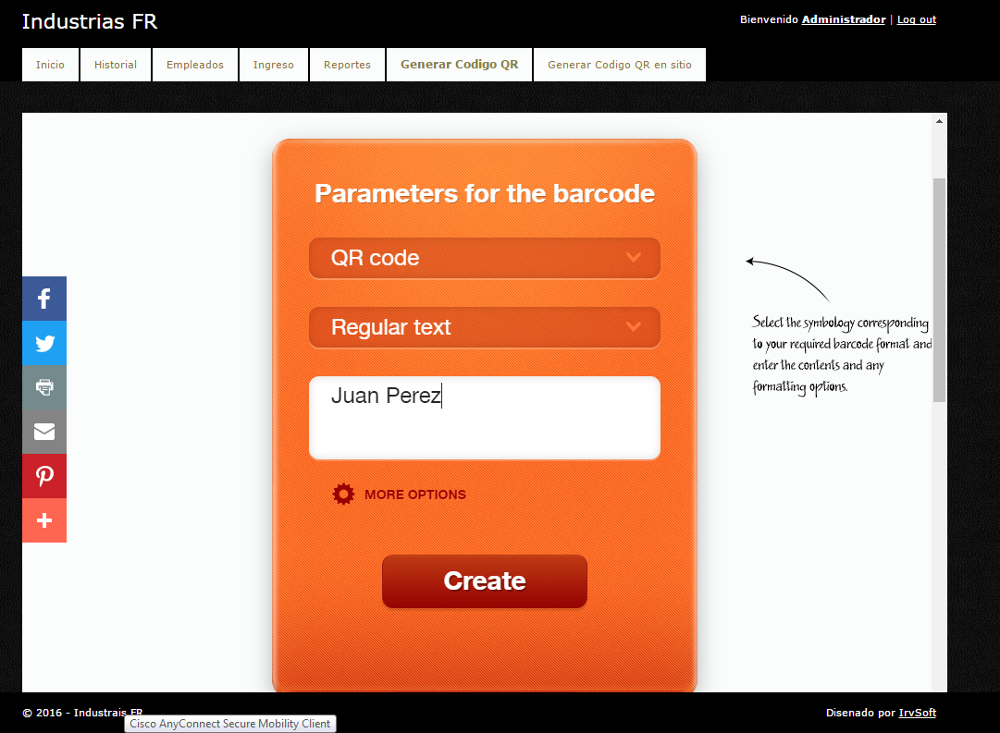 Industrias FR
Bienvenido Administrador | Log out
Inicio
Historial
Empleados
Ingreso
Reportes
Generar Codigo QR
Generar Codigo QR en sitio
Parameters for the barcode
QR code
Regular text
Juan Perez
MORE OPTIONS
Create
Select the symbology corresponding
to your required barcode format and
enter the contents and any
formatting options.
© 2016 - Industrais FR
Disenado por IrvSoft
Cisco AnyConnect Secure Mobility Client